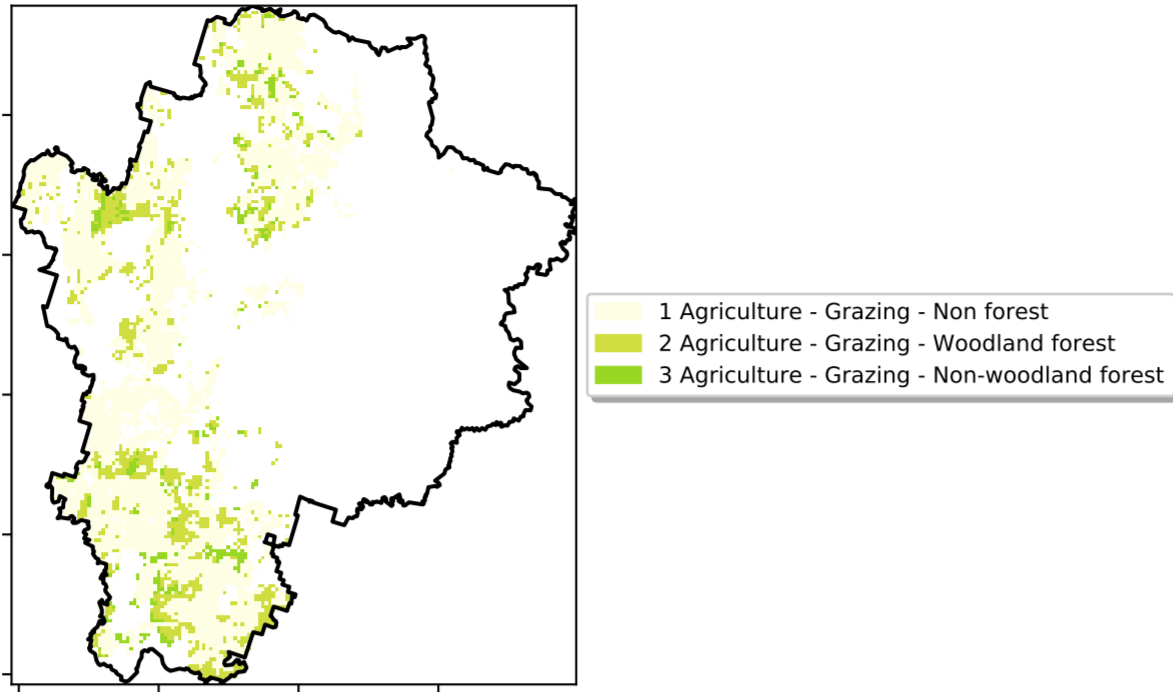 1 Agriculture - Grazing - Non forest
2 Agriculture - Grazing - Woodland forest
3 Agriculture - Grazing - Non-woodland forest